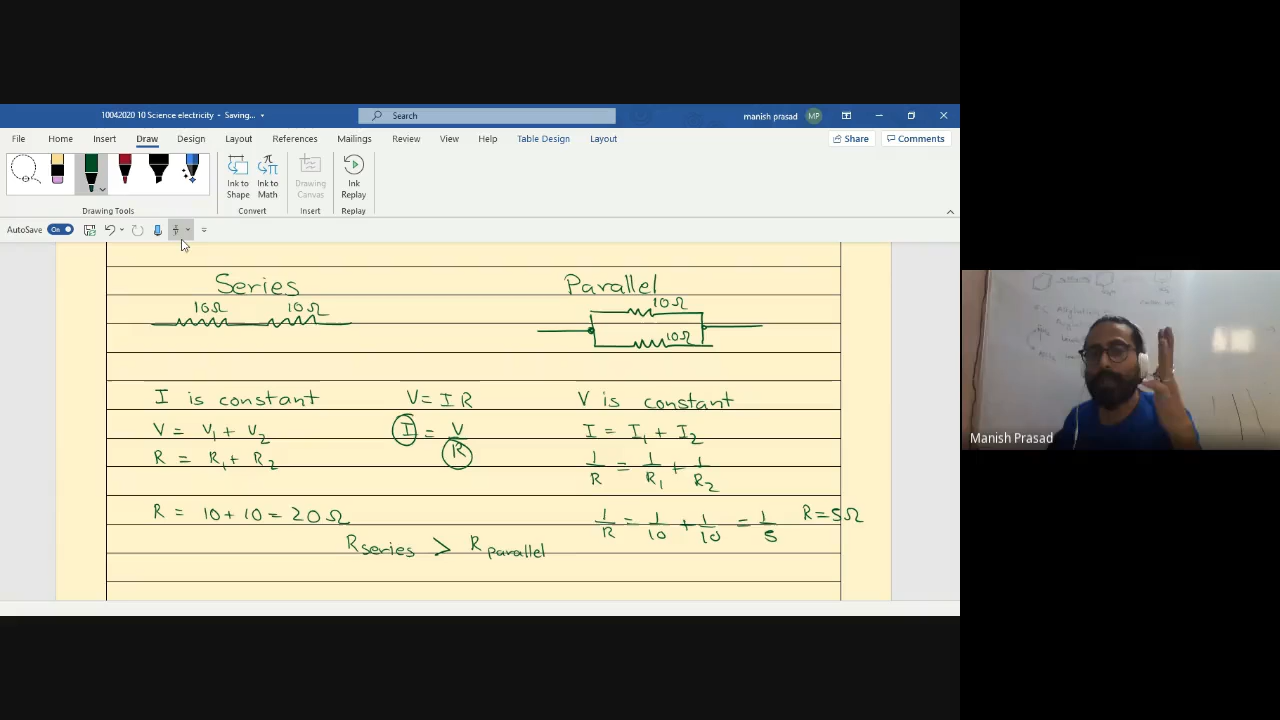 10042020 10 Science electricity - Saving...
Search
manish prasad MP
File Home Insert Draw Design Layout References Mailings Review View Help Table Design Layout
Share Comments
Ink to Shape
Ink to Math
Drawing Canvas
Ink Replay
Drawing Tools Convert Insert Replay
AutoSave On
Series Parallel
10Ω 10Ω 10Ω
10Ω
I is constant V = I R V is constant
V = V₁ + V₂ I = V/R I = I₁ + I₂
R = R₁ + R₂ 1/R = 1/R₁ + 1/R₂
R = 10 + 10 = 20Ω 1/R = 1/10 + 1/10 = 1/5 R = 5Ω
R series > R parallel
Manish Prasad